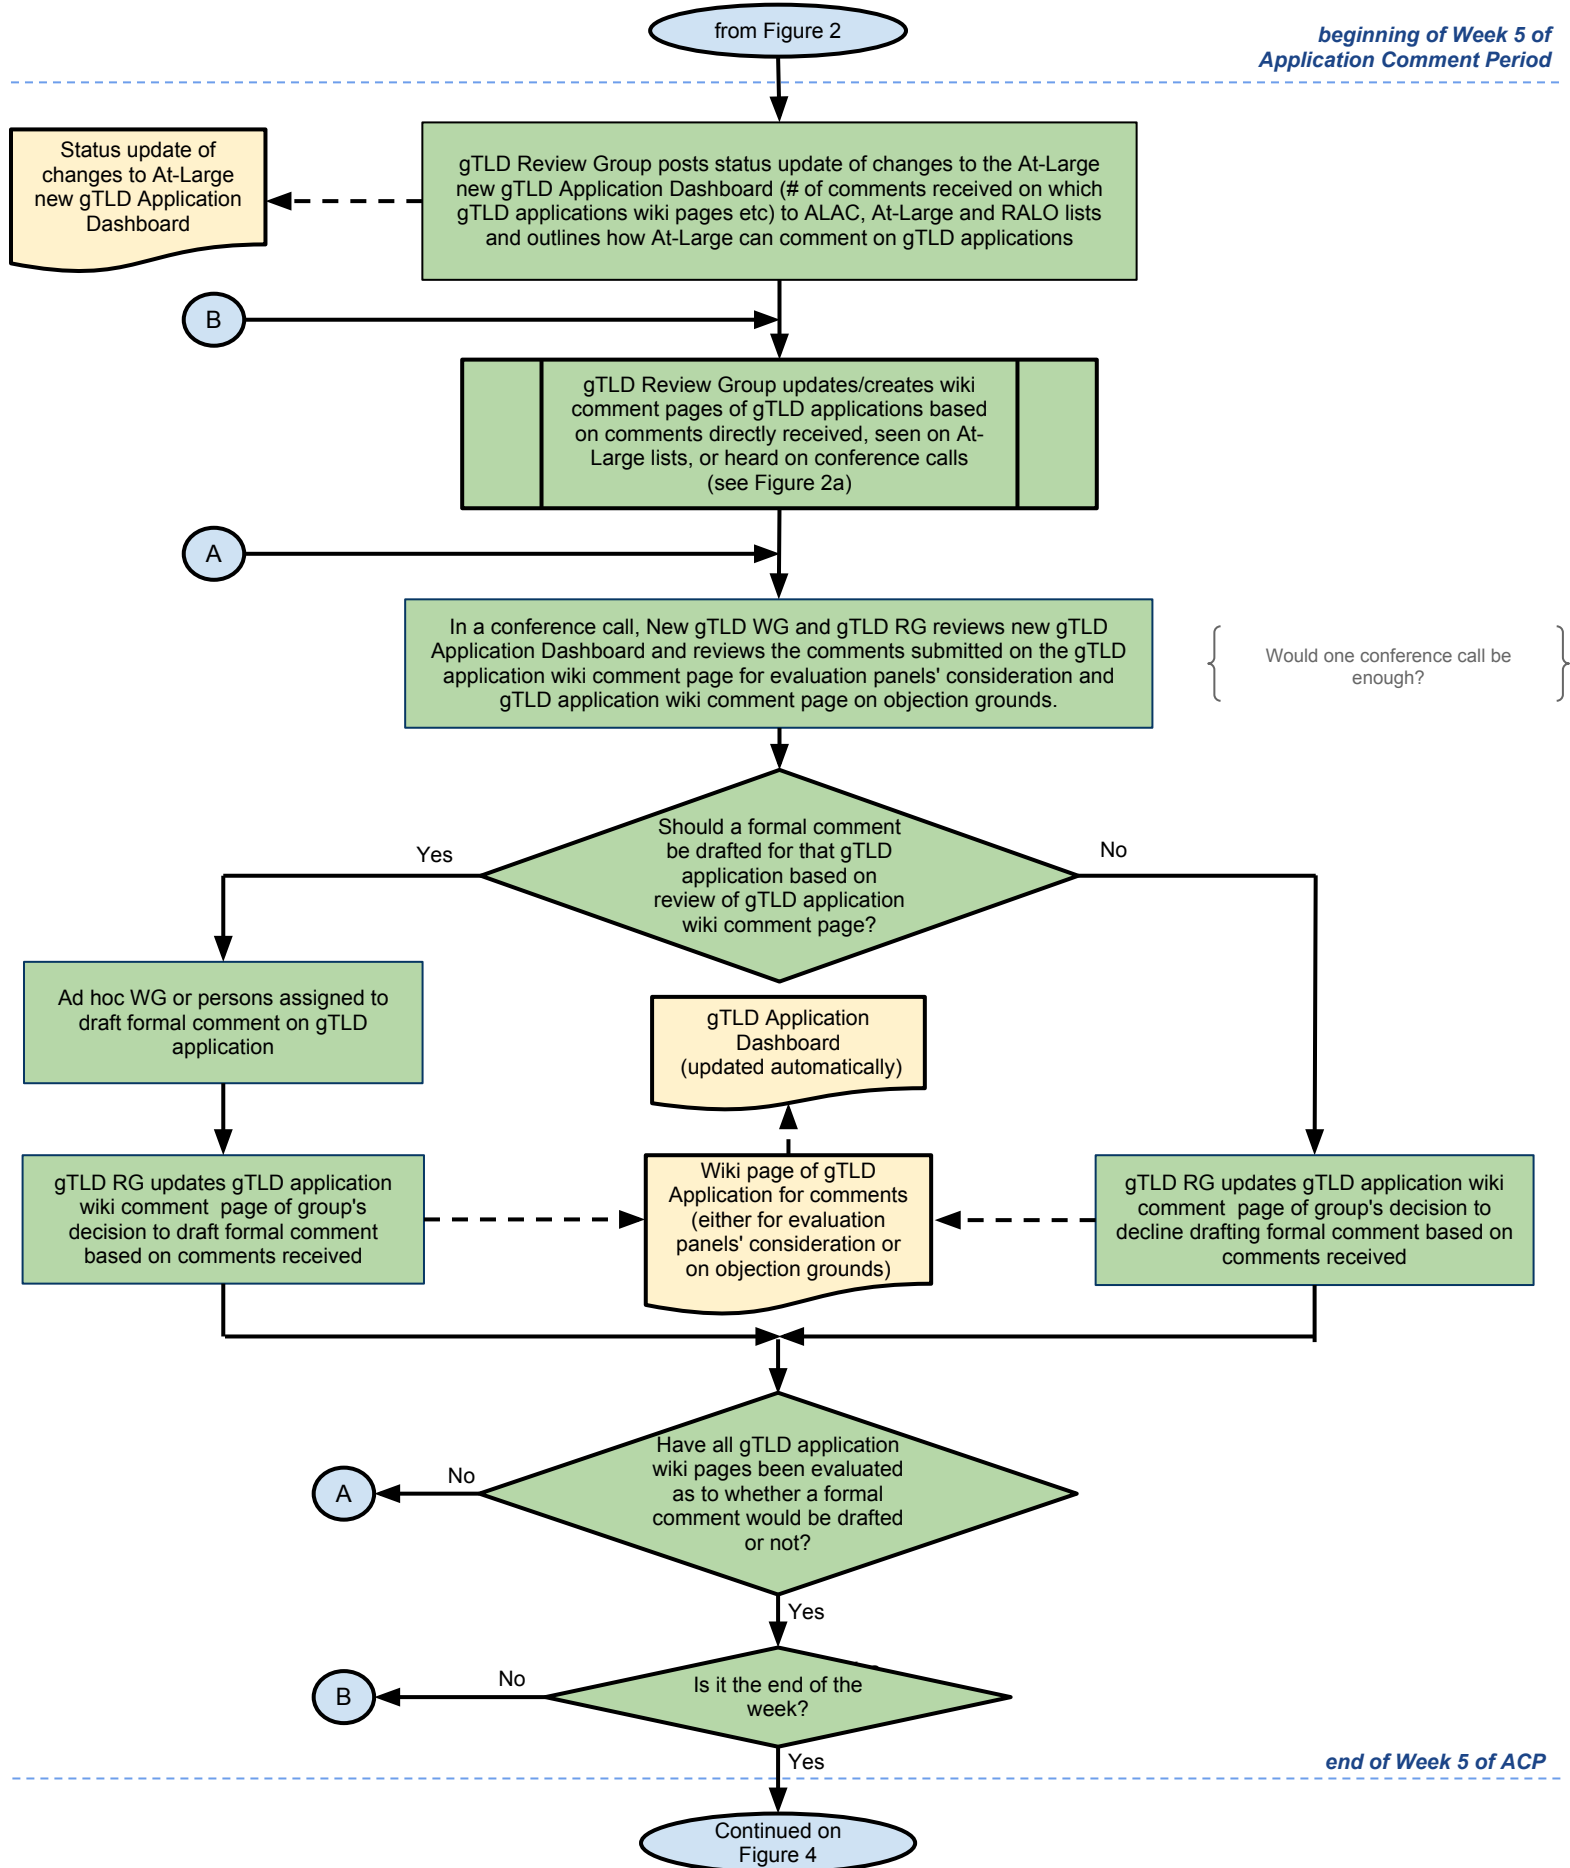 from Figure 2
beginning of Week 5 of
Application Comment Period
Status update of
changes to At-Large
new gTLD Application
Dashboard
gTLD Review Group posts status update of changes to the At-Large
new gTLD Application Dashboard (# of comments received on which
gTLD applications wiki pages etc) to ALAC, At-Large and RALO lists
and outlines how At-Large can comment on gTLD applications
B
gTLD Review Group updates/creates wiki
comment pages of gTLD applications based
on comments directly received, seen on At-
Large lists, or heard on conference calls
(see Figure 2a)
A
In a conference call, New gTLD WG and gTLD RG reviews new gTLD
Application Dashboard and reviews the comments submitted on the gTLD
application wiki comment page for evaluation panels' consideration and
gTLD application wiki comment page on objection grounds.
Would one conference call be
enough?
Should a formal comment
be drafted for that gTLD
application based on
review of gTLD application
wiki comment page?
Yes
No
Ad hoc WG or persons assigned to
draft formal comment on gTLD
application
gTLD Application
Dashboard
(updated automatically)
gTLD RG updates gTLD application
wiki comment page of group's
decision to draft formal comment
based on comments received
Wiki page of gTLD
Application for comments
(either for evaluation
panels' consideration or
on objection grounds)
gTLD RG updates gTLD application wiki
comment page of group's decision to
decline drafting formal comment based on
comments received
Have all gTLD application
wiki pages been evaluated
as to whether a formal
comment would be drafted
or not?
No
A
Yes
Is it the end of the
week?
No
B
Yes
end of Week 5 of ACP
Continued on
Figure 4